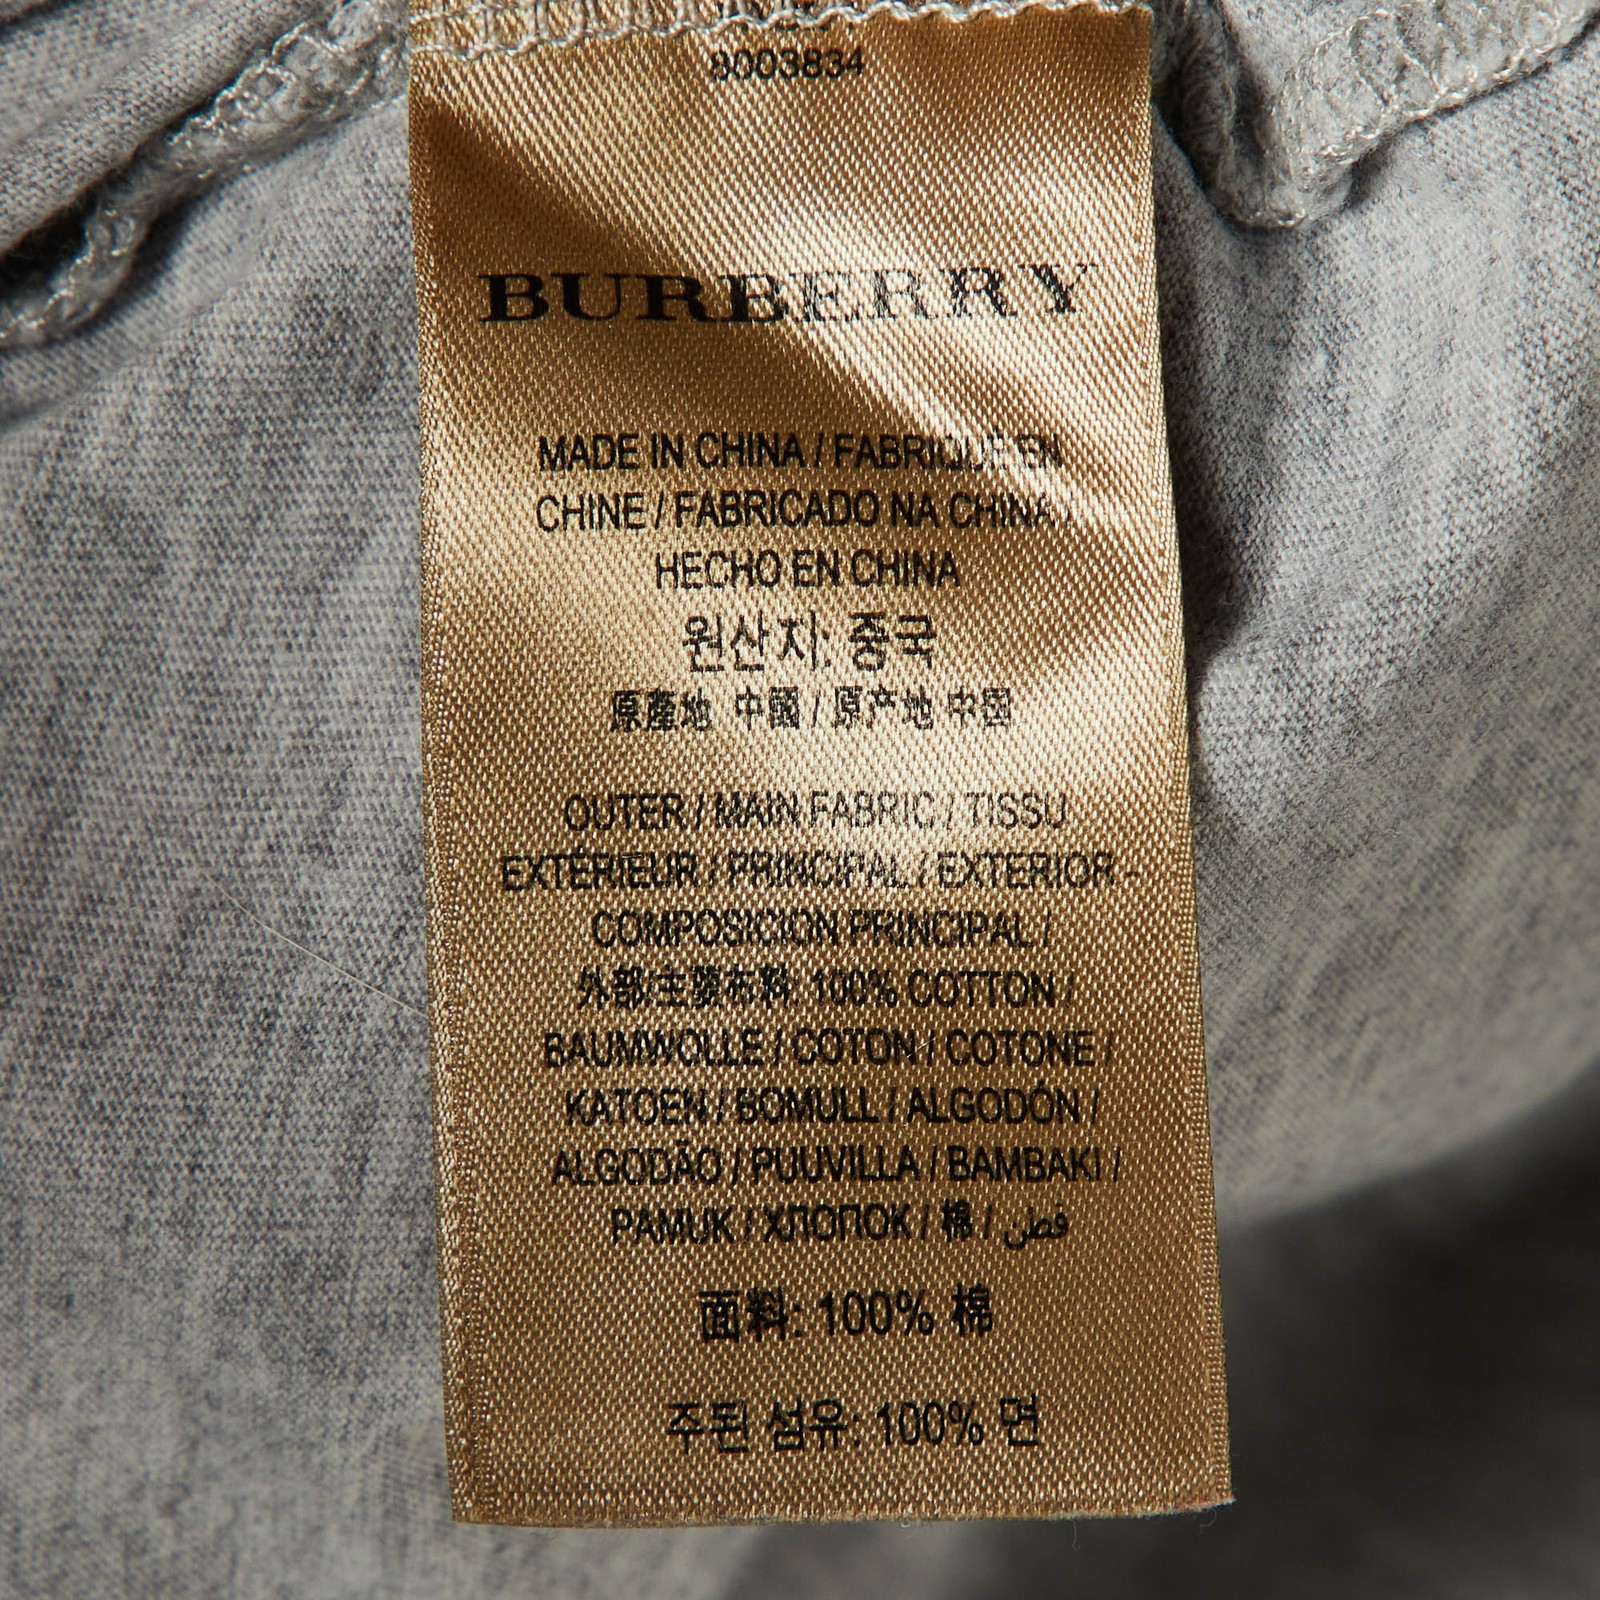 8003834
BURBERRY
MADE IN CHINA / FABRIQUÉ EN
CHINE / FABRICADO NA CHINA
HECHO EN CHINA
원산지: 중국
原產地 中國 / 原产地 中国
OUTER / MAIN FABRIC / TISSU
EXTÉRIEUR / PRINCIPAL / EXTERIOR -
COMPOSICION PRINCIPAL /
外部/主要布料: 100% COTTON /
BAUMWOLLE / COTON / COTONE /
KATOEN / BOMULL / ALGODÓN /
ALGODÃO / PUUVILLA / BAMBAKI /
PAMUK / ХЛОПОК / 棉 / قطن
面料: 100% 棉
주된 섬유: 100% 면